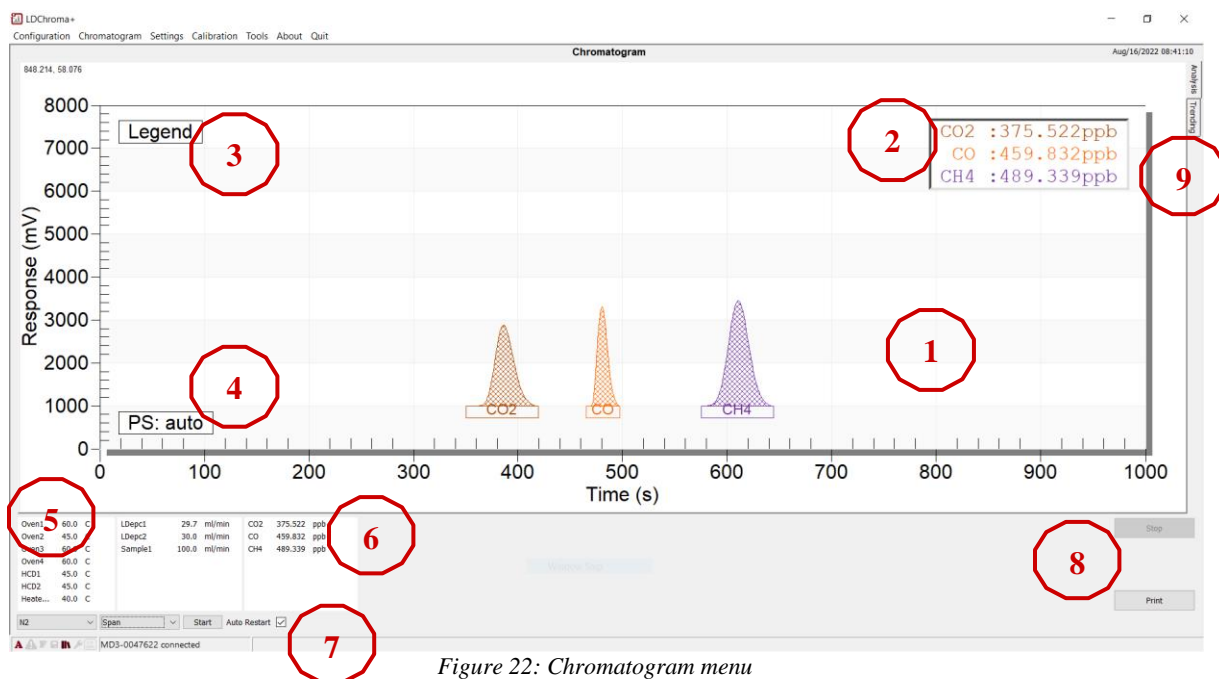 LDChroma+
Configuration Chromatogram Settings Calibration Tools About Quit
Chromatogram
Aug/16/2022 08:41:10
848.214, 58.076
Analysis
Trending
8000
7000
6000
5000
4000
3000
2000
1000
0
Response (mV)
Legend
3
2
CO2 :375.522ppb
CO :459.832ppb
CH4 :489.339ppb
9
1
4
PS: auto
CO2
CO
CH4
0 100 200 300 400 500 600 700 800 900 1000
Time (s)
5
Oven1 60.0 C
Oven2 45.0 C
Oven3 60.0 C
Oven4 60.0 C
HCD1 45.0 C
HCD2 45.0 C
Heate... 40.0 C
LDepc1 29.7 ml/min
LDepc2 30.0 ml/min
Sample1 100.0 ml/min
CO2 375.522 ppb
CO 459.832 ppb
CH4 489.339 ppb
6
8
Stop
Print
N2 Span Start Auto Restart
7
MD3-0047622 connected
Figure 22: Chromatogram menu